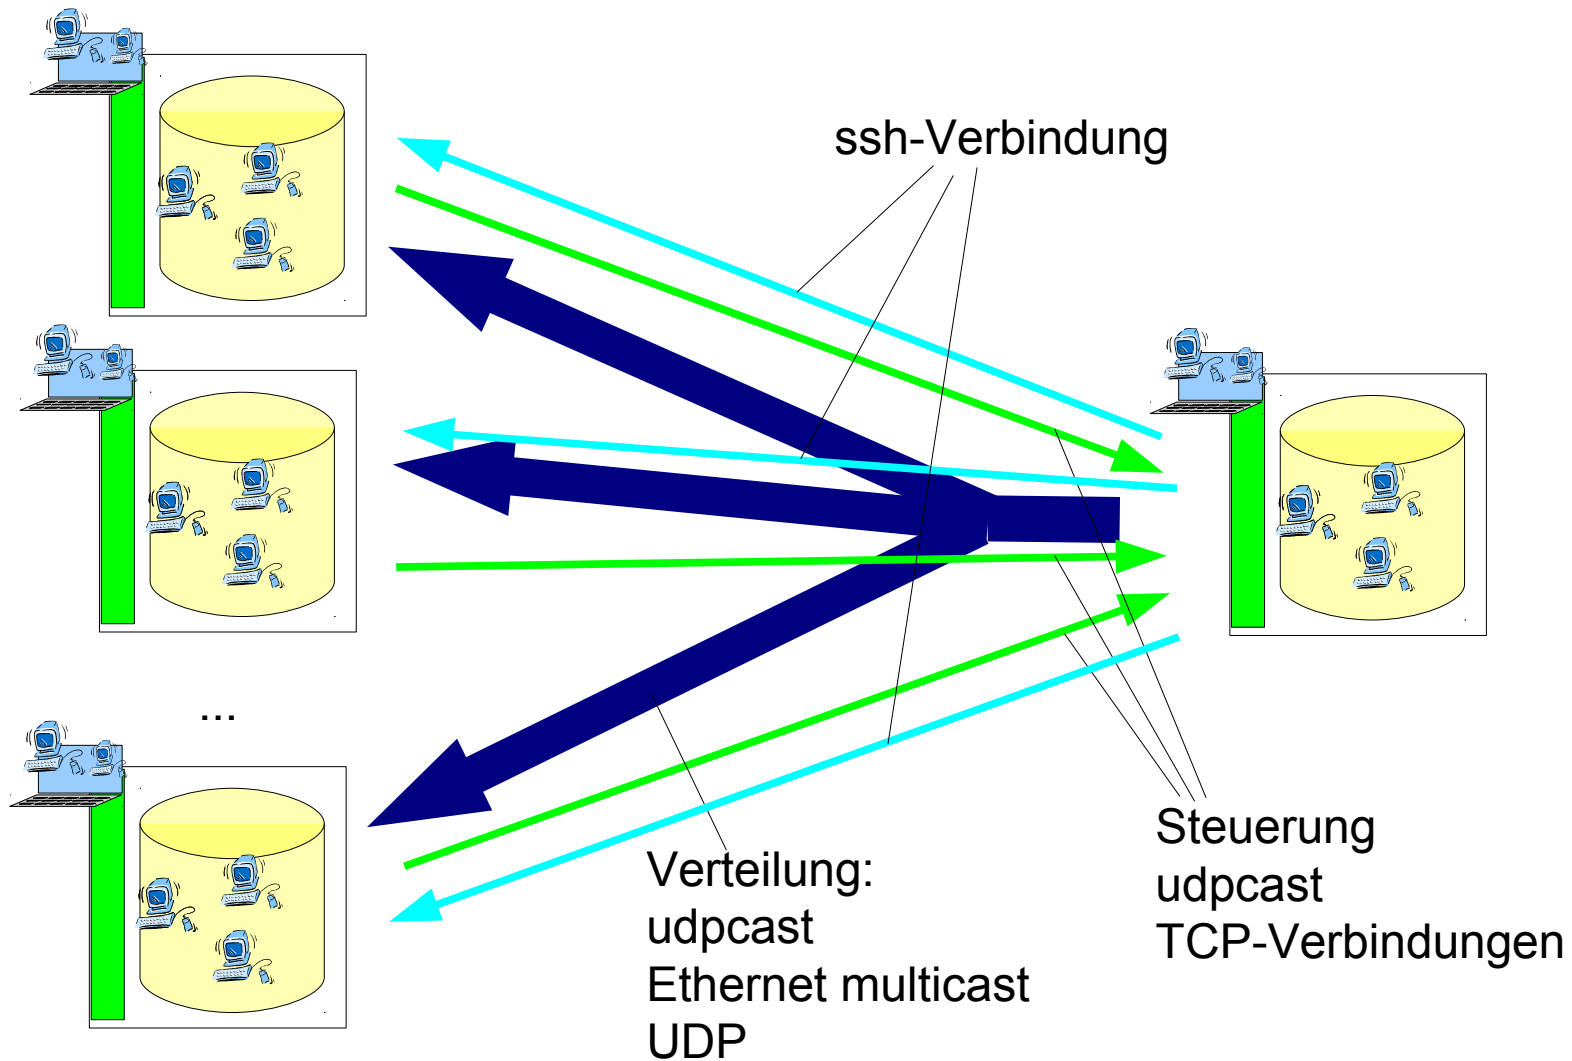 ssh-Verbindung
...
Verteilung:
udpcast
Ethernet multicast
UDP
Steuerung
udpcast
TCP-Verbindungen